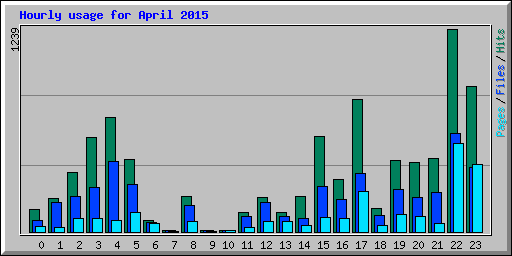 Hourly usage for April 2015
1239
Pages / Files / Hits
0 1 2 3 4 5 6 7 8 9 10 11 12 13 14 15 16 17 18 19 20 21 22 23